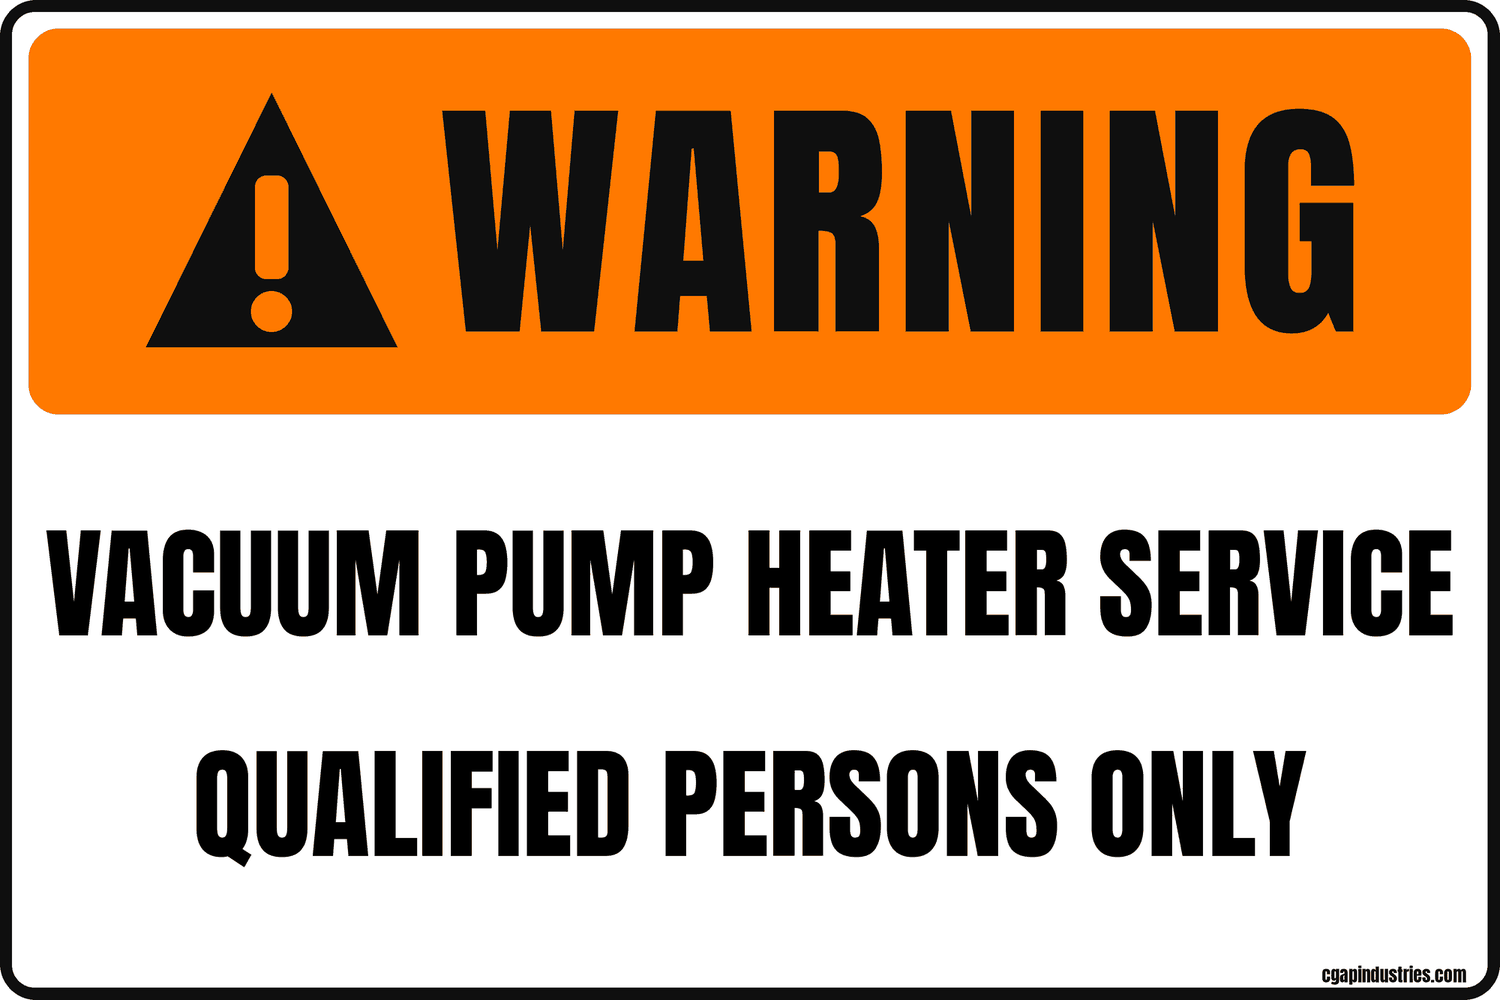 WARNING
VACUUM PUMP HEATER SERVICE
QUALIFIED PERSONS ONLY
cgapindustries.com